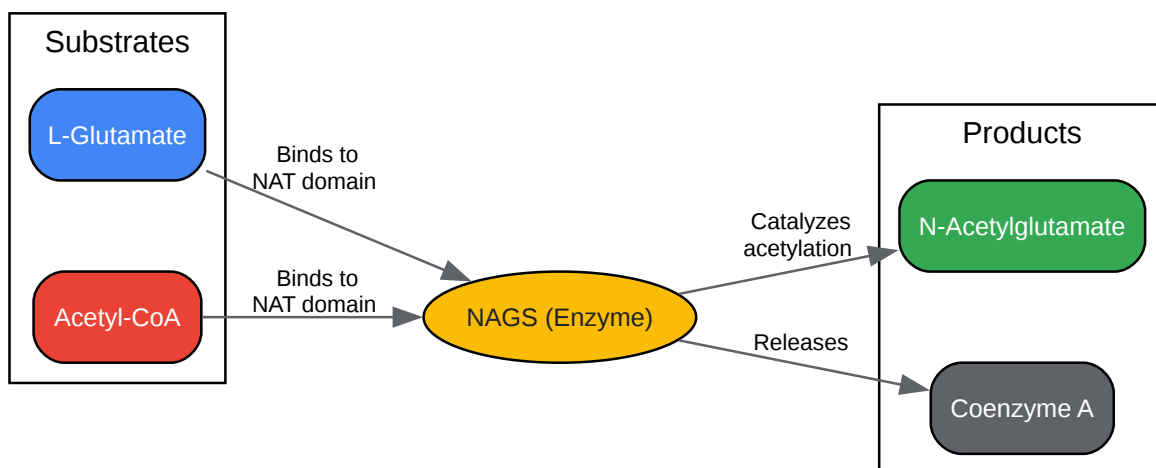 Substrates
L-Glutamate
Acetyl-CoA
Binds to
NAT domain
Binds to
NAT domain
NAGS (Enzyme)
Catalyzes
acetylation
Releases
Products
N-Acetylglutamate
Coenzyme A